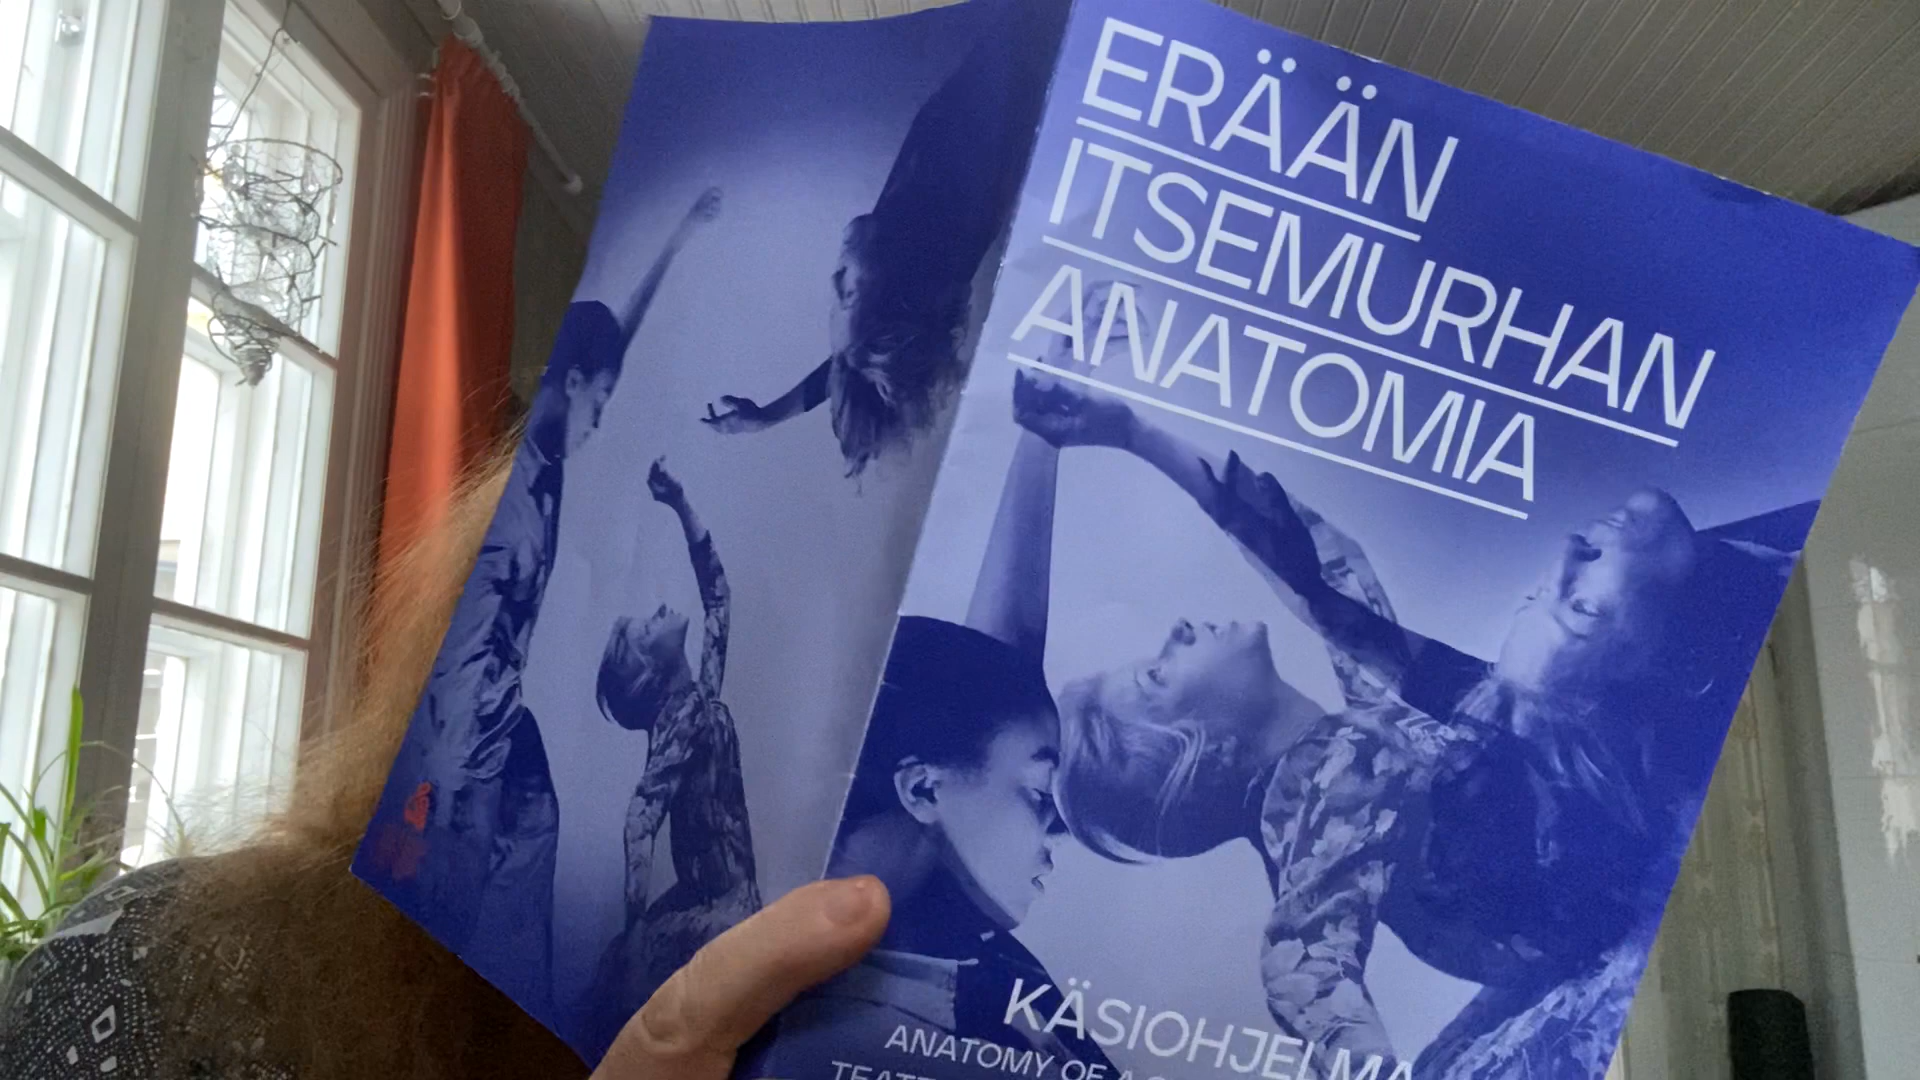 ERÄÄN
ITSEMURHAN
ANATOMIA
KÄSIOHJELMA
ANATOMY OF A